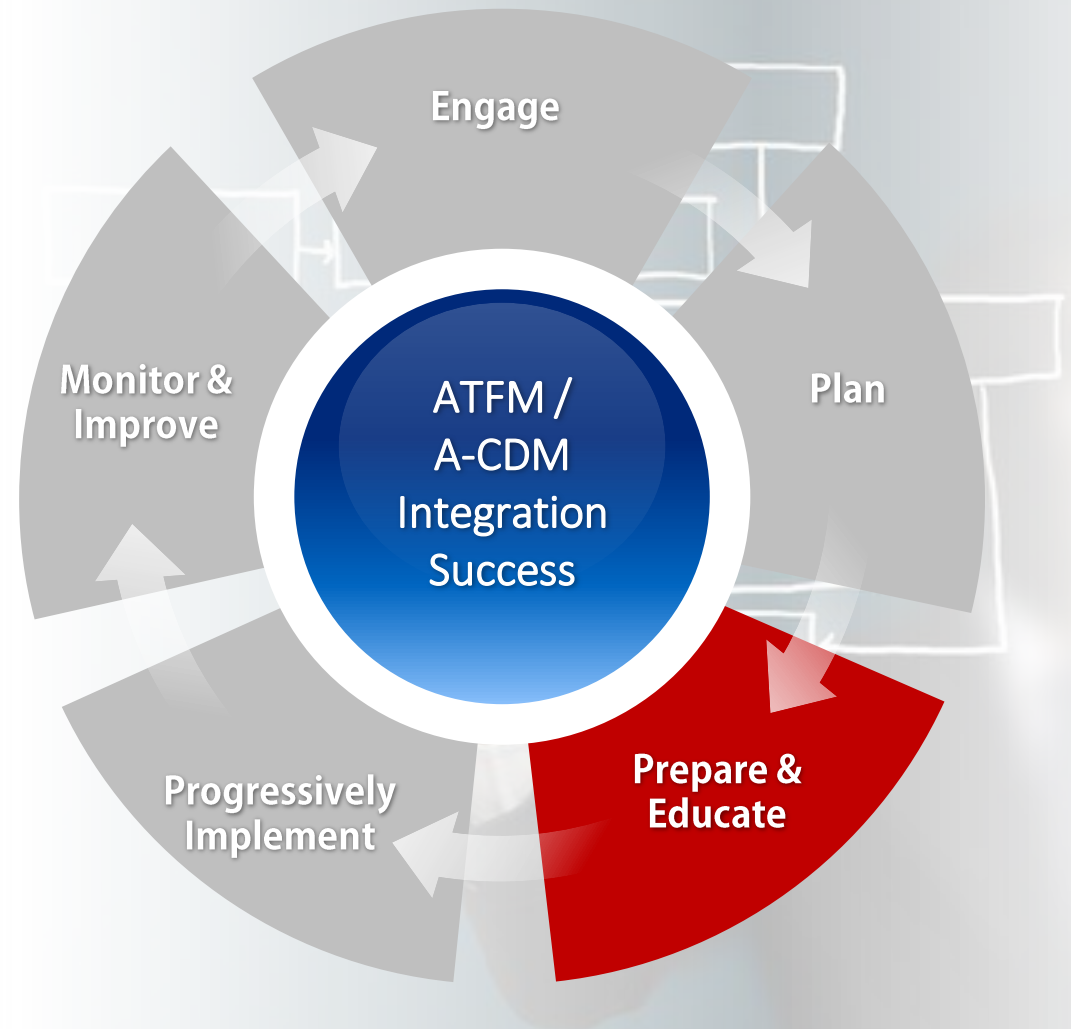 Engage
Plan
Prepare &
Educate
Progressively
Implement
Monitor &
Improve
ATFM /
A-CDM
Integration
Success